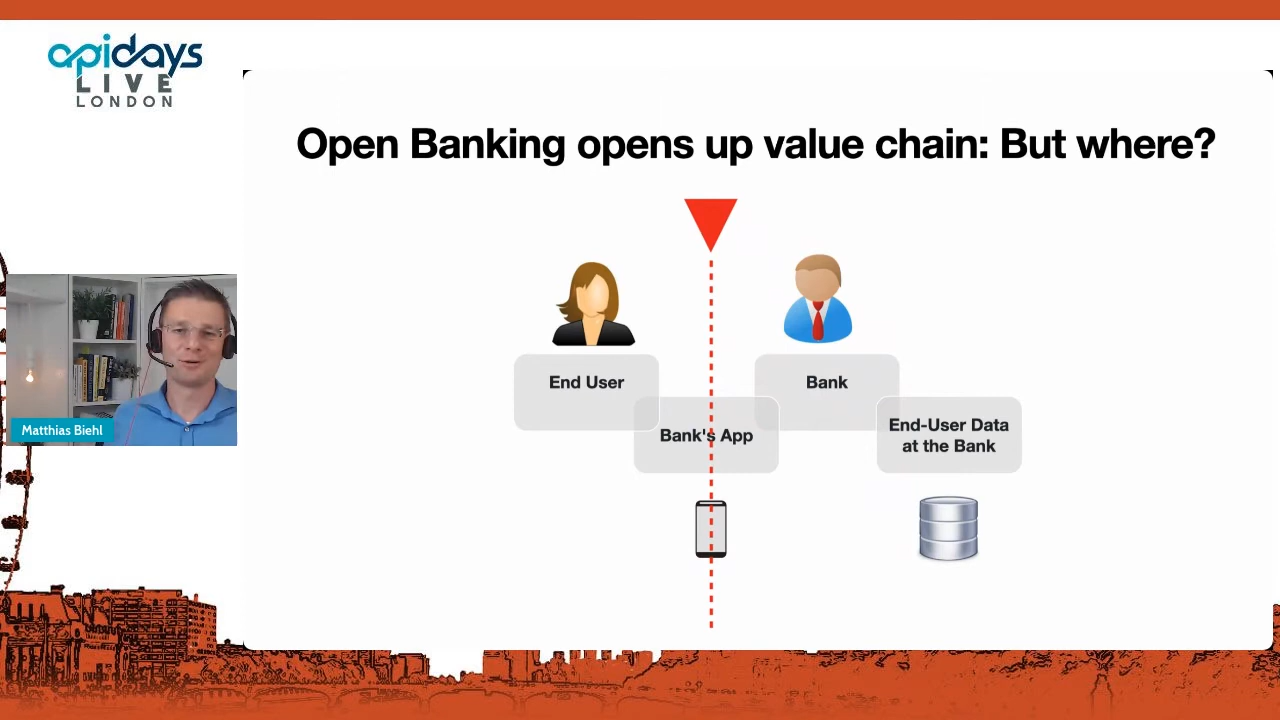 apidays
LIVE
LONDON
Open Banking opens up value chain: But where?
End User
Bank
Bank's App
End-User Data
at the Bank
Matthias Biehl